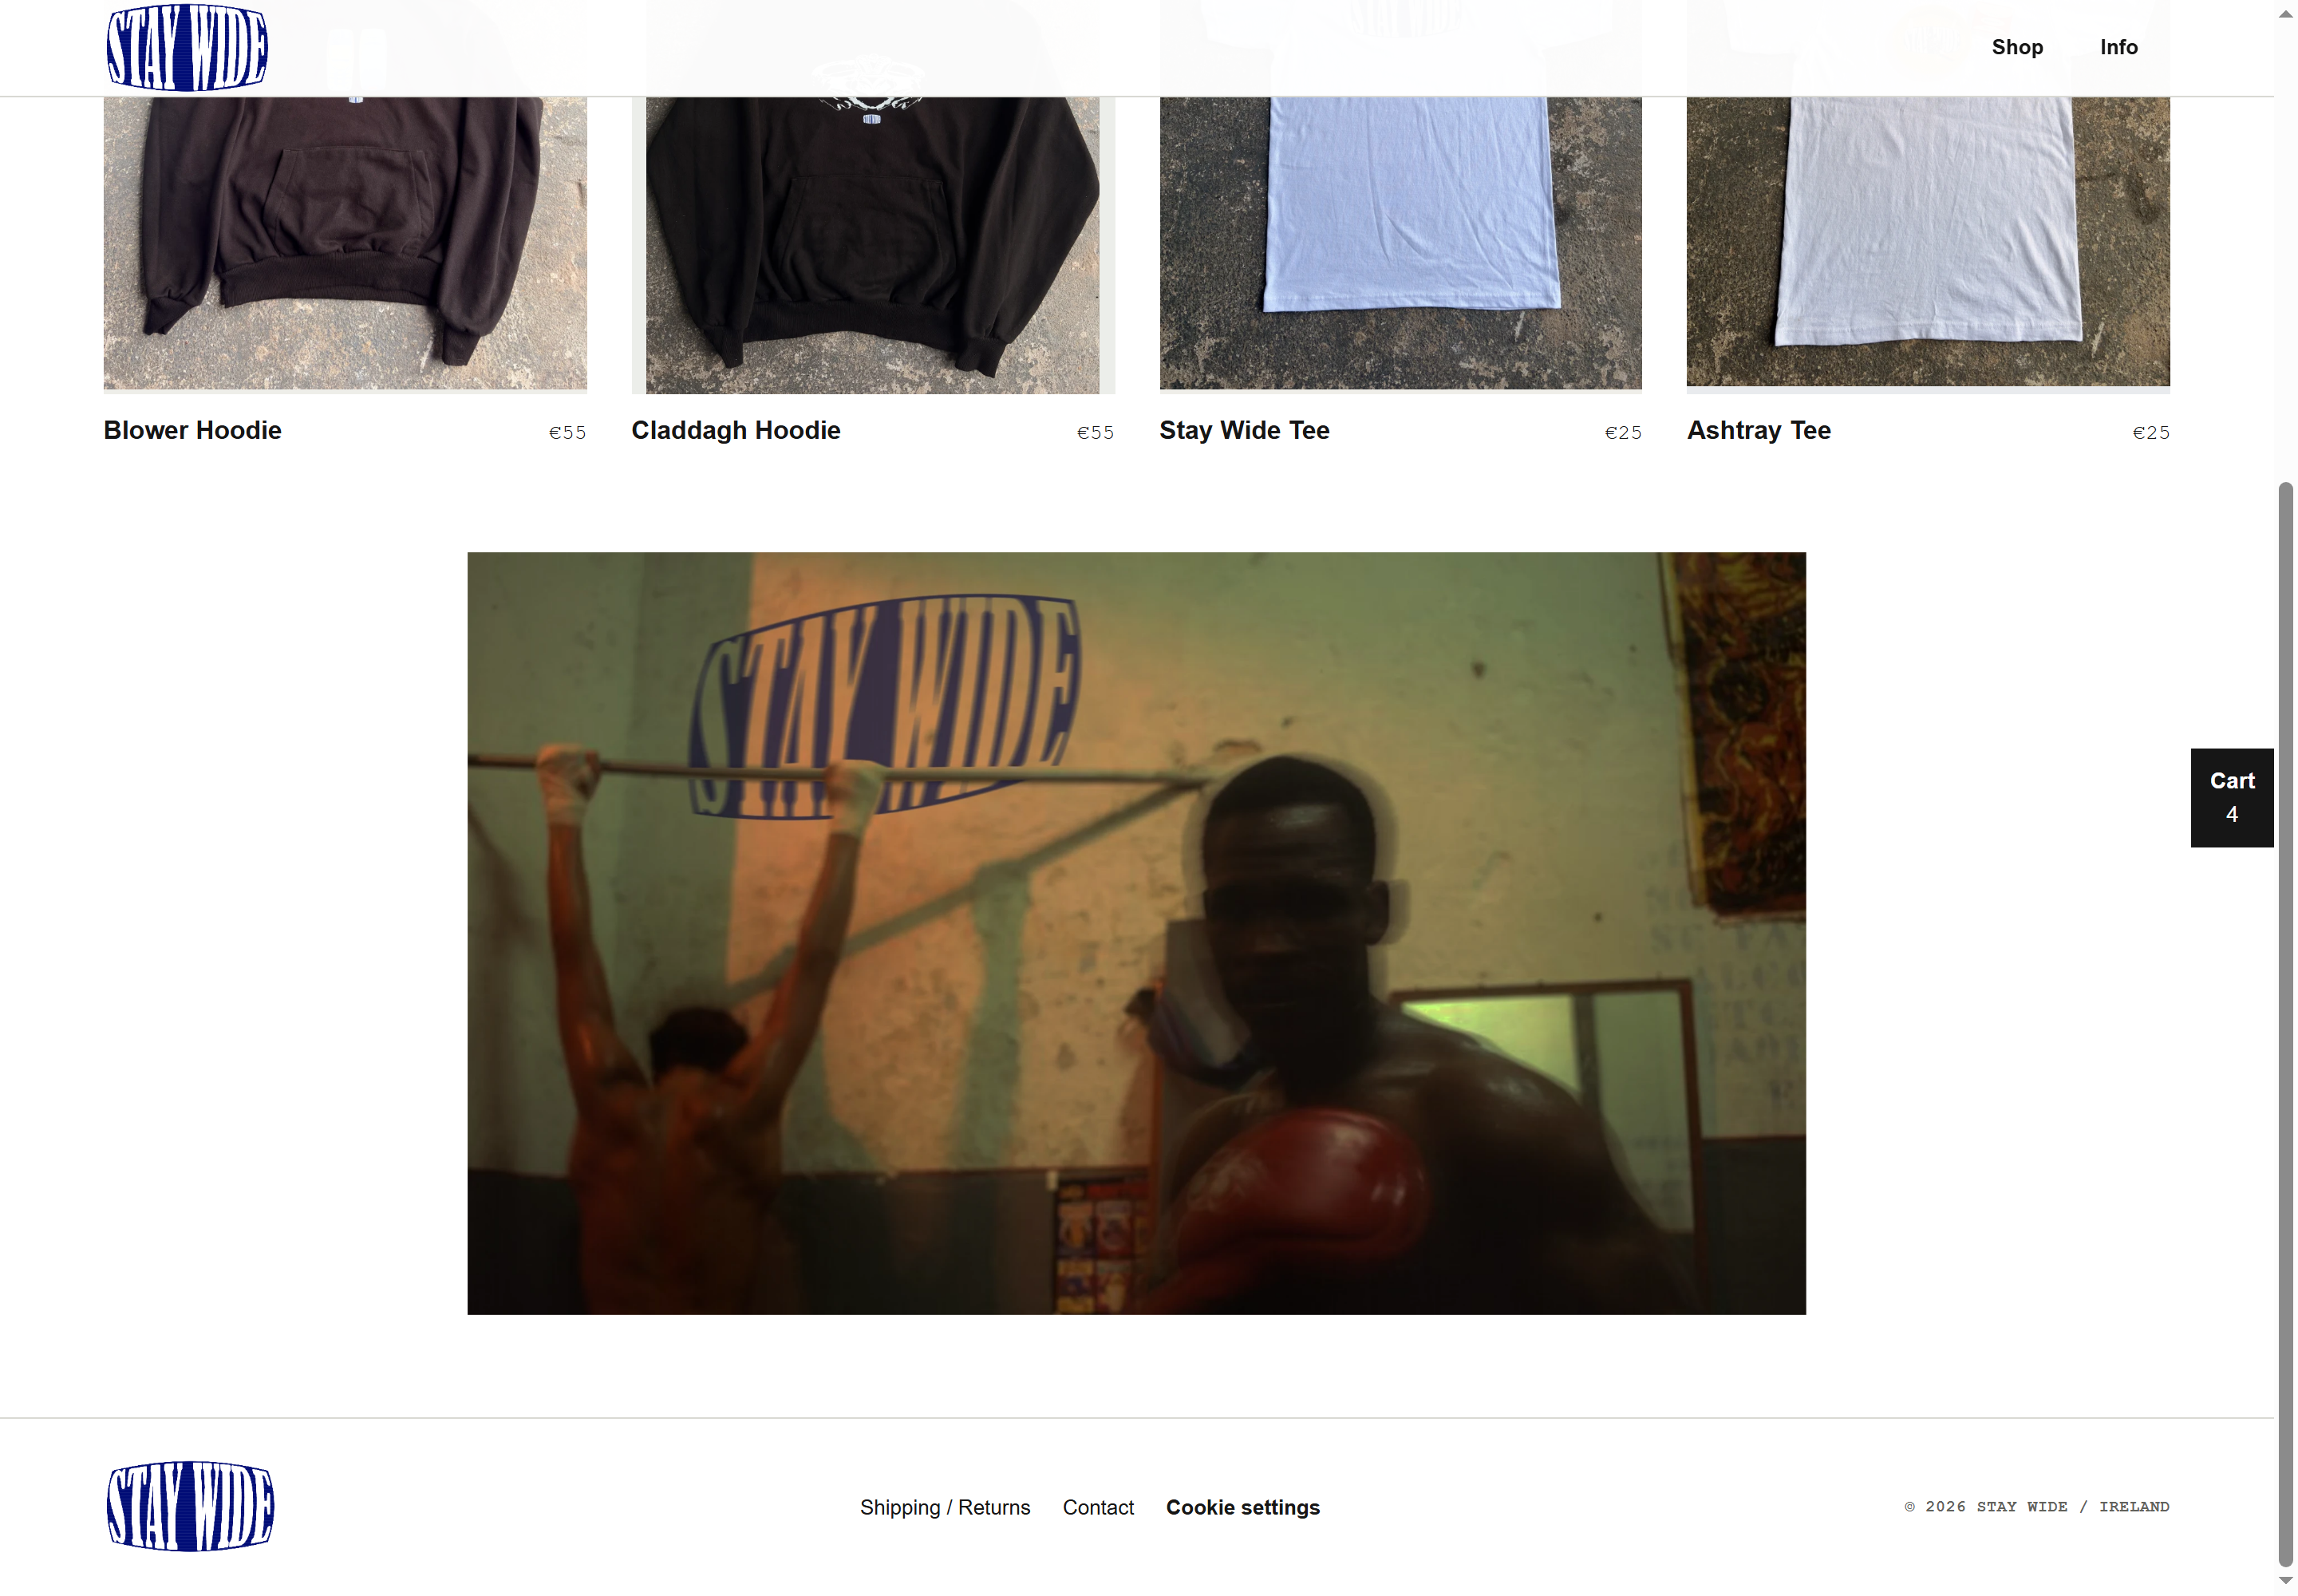 STAY WIDE
Shop Info
Blower Hoodie €55 Claddagh Hoodie €55 Stay Wide Tee €25 Ashtray Tee €25
STAY WIDE
Cart
4
STAY WIDE
Shipping / Returns Contact Cookie settings
© 2026 STAY WIDE / IRELAND